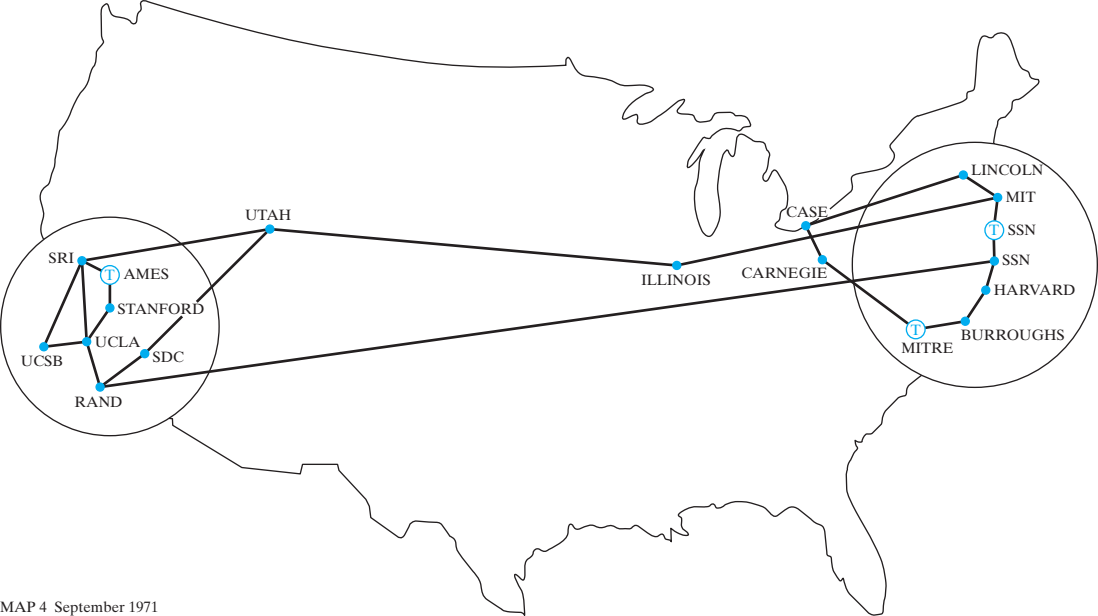 LINCOLN
MIT
CASE
UTAH
T SSN
SRI
SSN
T AMES
CARNEGIE
ILLINOIS
HARVARD
STANFORD
T
BURROUGHS
UCLA
MITRE
SDC
UCSB
RAND
MAP 4 September 1971